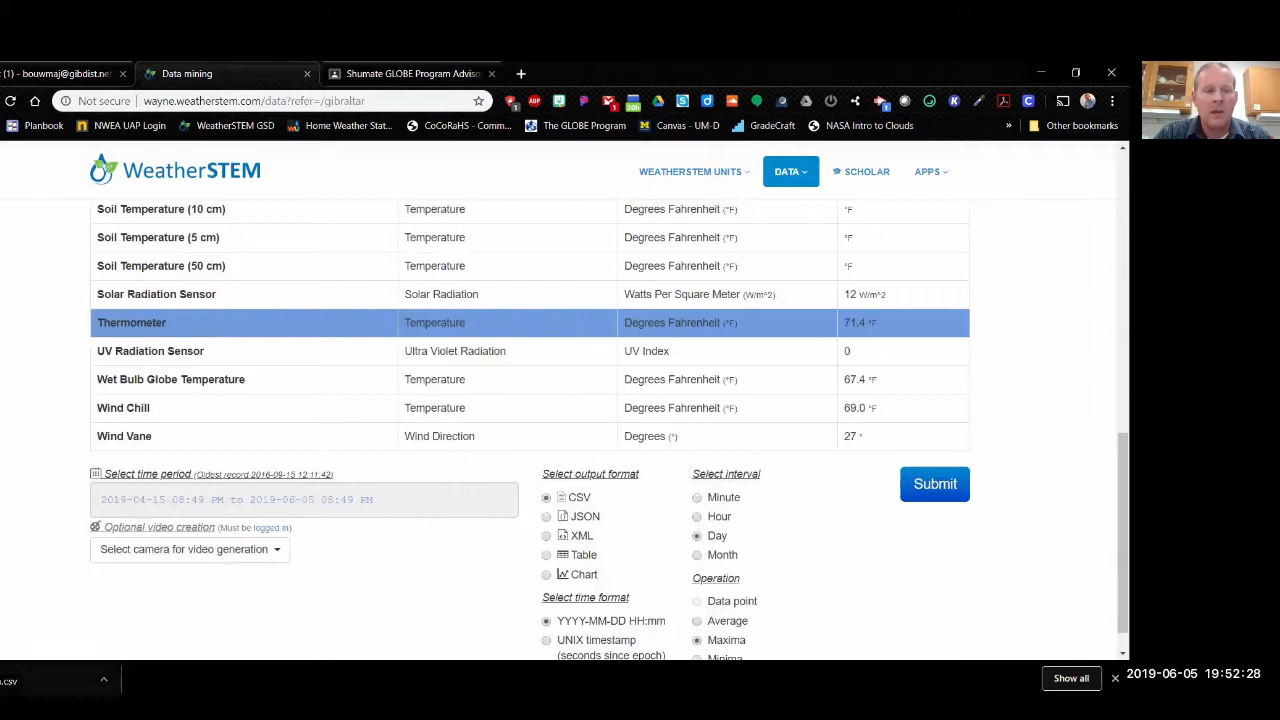 t (1) - bouwmaj@gibdist.net
Data mining
Shumate GLOBE Program Adviso
Not secure wayne.weatherstem.com/data?refer=/gibraltar
20h
Planbook NWEA UAP Login WeatherSTEM GSD Home Weather Stat... CoCoRaHS - Comm... The GLOBE Program Canvas - UM-D GradeCraft NASA Intro to Clouds » Other bookmarks
WeatherSTEM WEATHERSTEM UNITS DATA SCHOLAR APPS
Soil Temperature (10 cm) Temperature Degrees Fahrenheit (°F) °F
Soil Temperature (5 cm) Temperature Degrees Fahrenheit (°F) °F
Soil Temperature (50 cm) Temperature Degrees Fahrenheit (°F) °F
Solar Radiation Sensor Solar Radiation Watts Per Square Meter (W/m^2) 12 W/m^2
Thermometer Temperature Degrees Fahrenheit (°F) 71.4 °F
UV Radiation Sensor Ultra Violet Radiation UV Index 0
Wet Bulb Globe Temperature Temperature Degrees Fahrenheit (°F) 67.4 °F
Wind Chill Temperature Degrees Fahrenheit (°F) 69.0 °F
Wind Vane Wind Direction Degrees (°) 27 °
Select time period (Oldest record 2016-09-15 12:11:42)
2019-04-15 08:49 PM to 2019-06-05 08:49 PM
Optional video creation (Must be logged in)
Select camera for video generation
Select output format
CSV
JSON
XML
Table
Chart
Select time format
YYYY-MM-DD HH:mm
UNIX timestamp
(seconds since epoch)
Select interval
Minute
Hour
Day
Month
Operation
Data point
Average
Maxima
Minima
Submit
.csv
Show all
2019-06-05 19:52:28